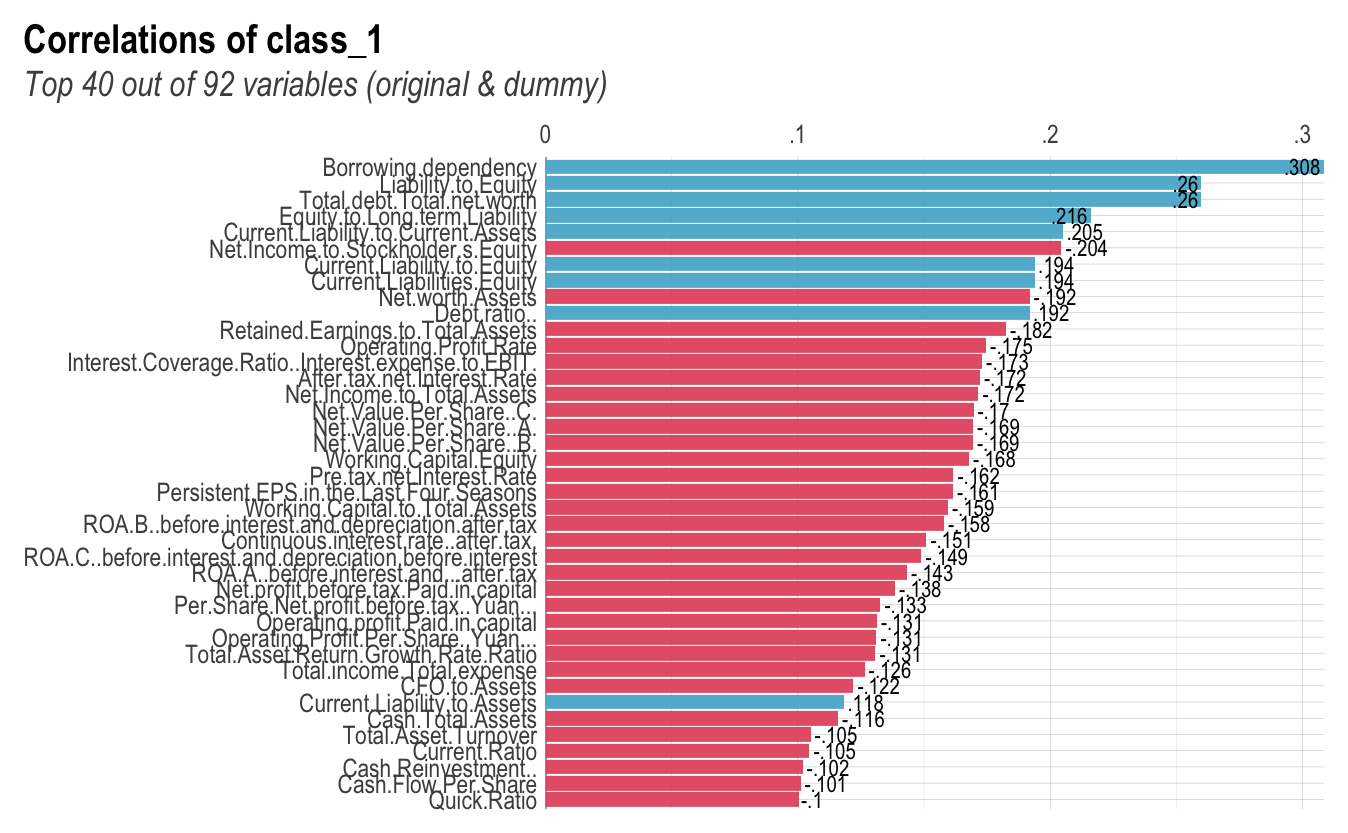 Correlations of class_1
Top 40 out of 92 variables (original & dummy)
0 .1 .2 .3
Borrowing.dependency .308
Liability.to.Equity .26
Total.debt.Total.net.worth .26
Equity.to.Long.term.Liability .216
Current.Liability.to.Current.Assets .205
Net.Income.to.Stockholder.s.Equity -.204
Current.Liability.to.Equity .194
Current.Liabilities.Equity .194
Net.worth.Assets -.192
Debt.ratio.. .192
Retained.Earnings.to.Total.Assets -.182
Operating.Profit.Rate -.175
Interest.Coverage.Ratio..Interest.expense.to.EBIT. -.173
After.tax.net.Interest.Rate -.172
Net.Income.to.Total.Assets -.172
Net.Value.Per.Share..C. -.17
Net.Value.Per.Share..A. -.169
Net.Value.Per.Share..B. -.169
Working.Capital.Equity -.168
Pre.tax.net.Interest.Rate -.162
Persistent.EPS.in.the.Last.Four.Seasons -.161
Working.Capital.to.Total.Assets -.159
ROA.B..before.interest.and.depreciation.after.tax -.158
Continuous.interest.rate..after.tax. -.151
ROA.C..before.interest.and.depreciation.before.interest -.149
ROA.A..before.interest.and...after.tax -.143
Net.profit.before.tax.Paid.in.capital -.138
Per.Share.Net.profit.before.tax..Yuan... -.133
Operating.profit.Paid.in.capital -.131
Operating.Profit.Per.Share..Yuan... -.131
Total.Asset.Return.Growth.Rate.Ratio -.131
Total.income.Total.expense -.126
CFO.to.Assets -.122
Current.Liability.to.Assets .118
Cash.Total.Assets -.116
Total.Asset.Turnover -.105
Current.Ratio -.105
Cash.Reinvestment.. -.102
Cash.Flow.Per.Share -.101
Quick.Ratio -.1